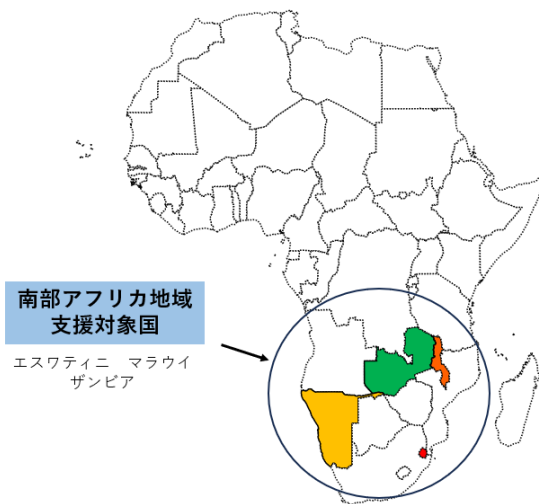 南部アフリカ地域
支援対象国
エスワティニ　マラウイ
ザンビア